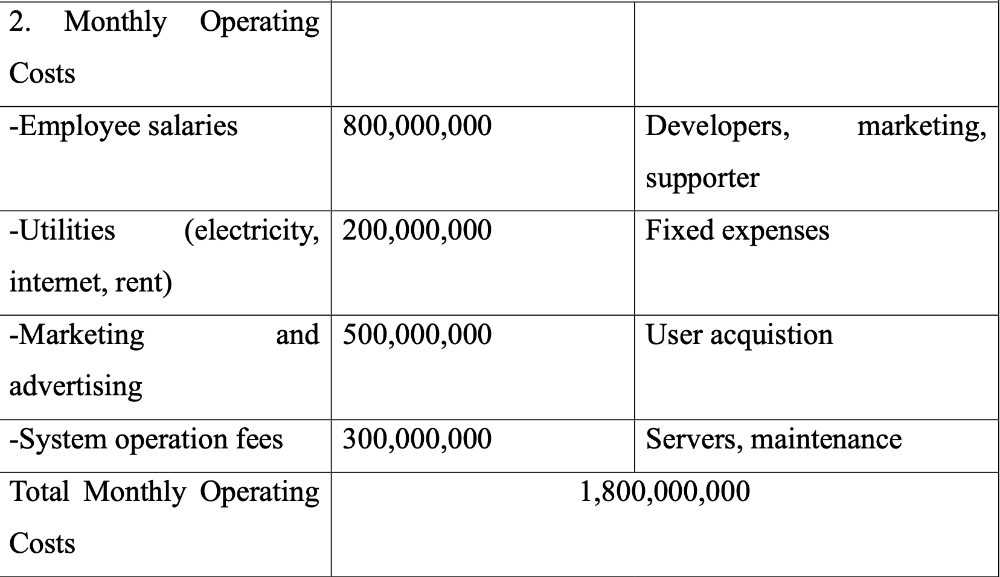 2. Monthly Operating
Costs
-Employee salaries 800,000,000 Developers, marketing,
supporter
-Utilities (electricity, 200,000,000 Fixed expenses
internet, rent)
-Marketing and 500,000,000 User acquistion
advertising
-System operation fees 300,000,000 Servers, maintenance
Total Monthly Operating 1,800,000,000
Costs